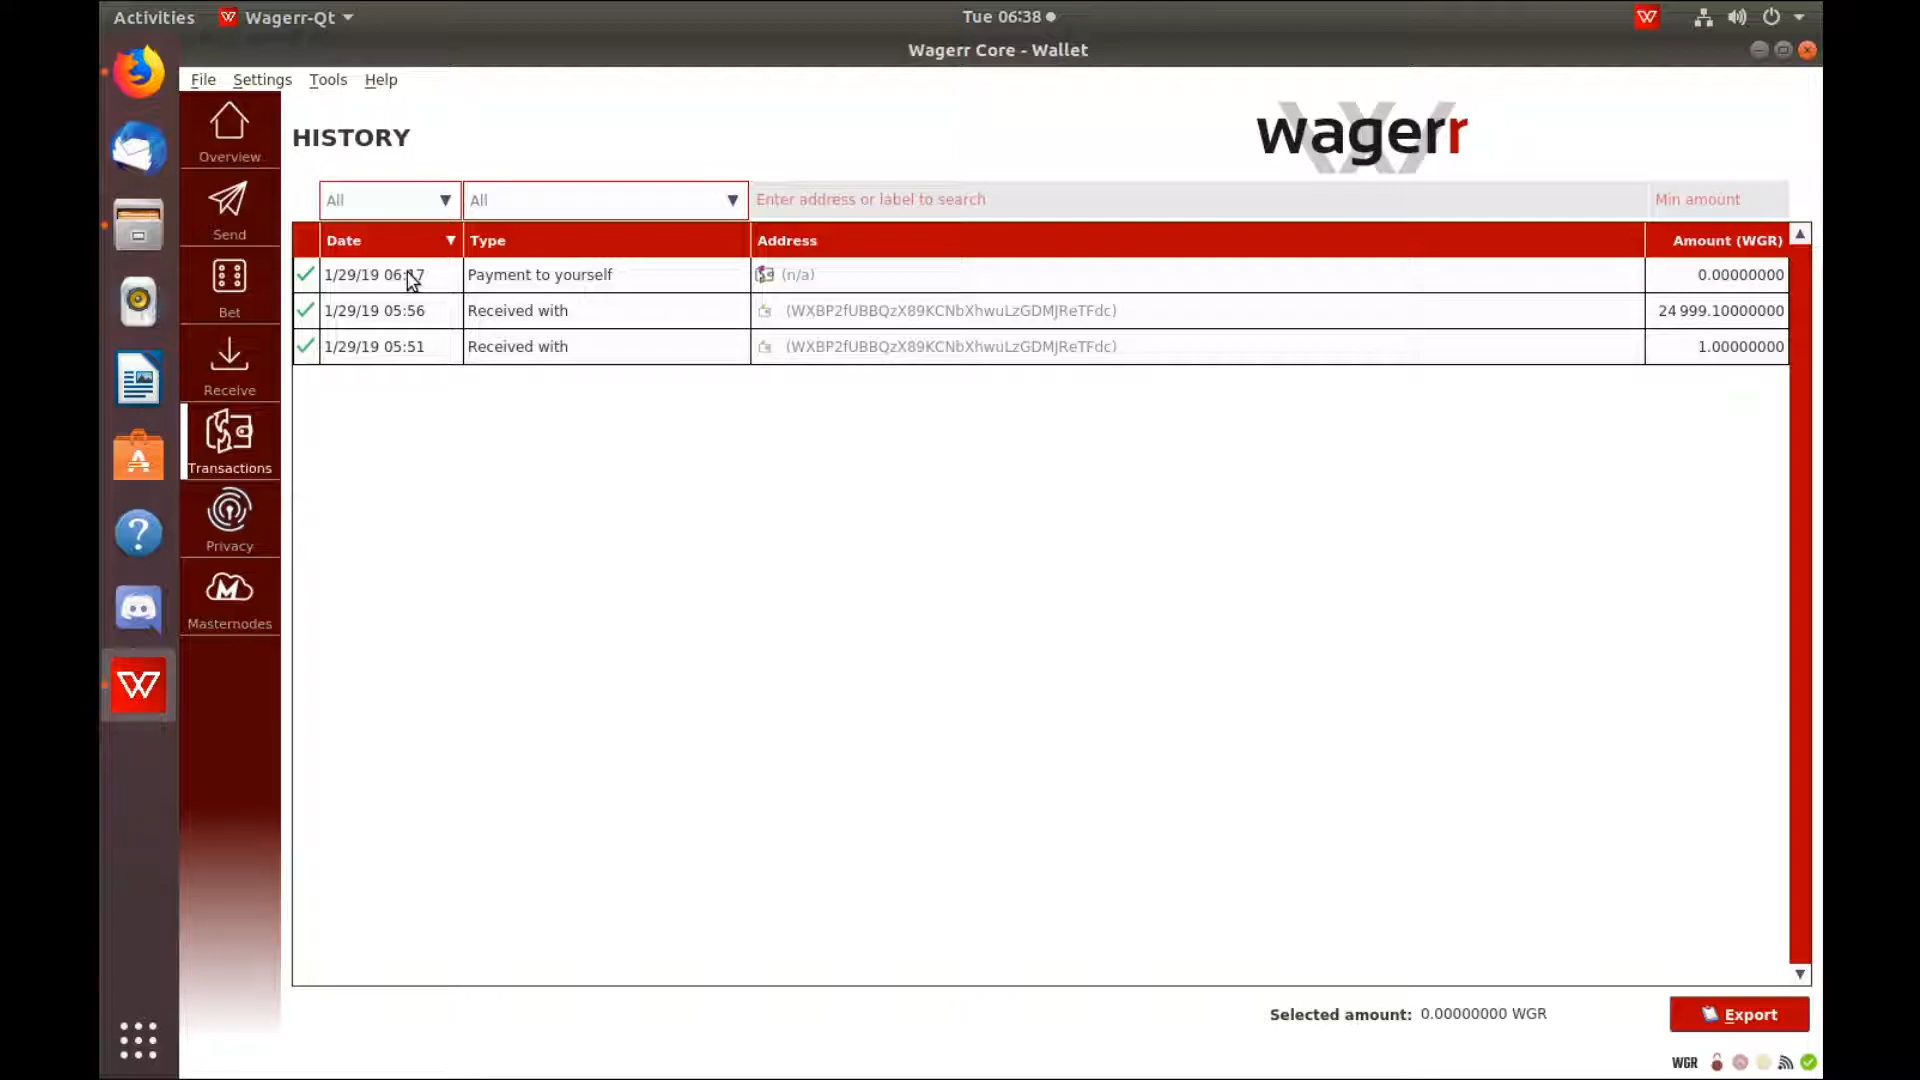 Activities Wagerr-Qt Tue 06:38
Wagerr Core - Wallet
File Settings Tools Help
HISTORY
wagerr
Overview
Send
Bet
Receive
Transactions
Privacy
Masternodes
All All Enter address or label to search Min amount
Date Type Address Amount (WGR)
1/29/19 06:17 Payment to yourself (n/a) 0.00000000
1/29/19 05:56 Received with (WXBP2fUBBQzX89KCNbXhwuLzGDMJReTFdc) 24 999.10000000
1/29/19 05:51 Received with (WXBP2fUBBQzX89KCNbXhwuLzGDMJReTFdc) 1.00000000
Selected amount: 0.00000000 WGR
Export
WGR